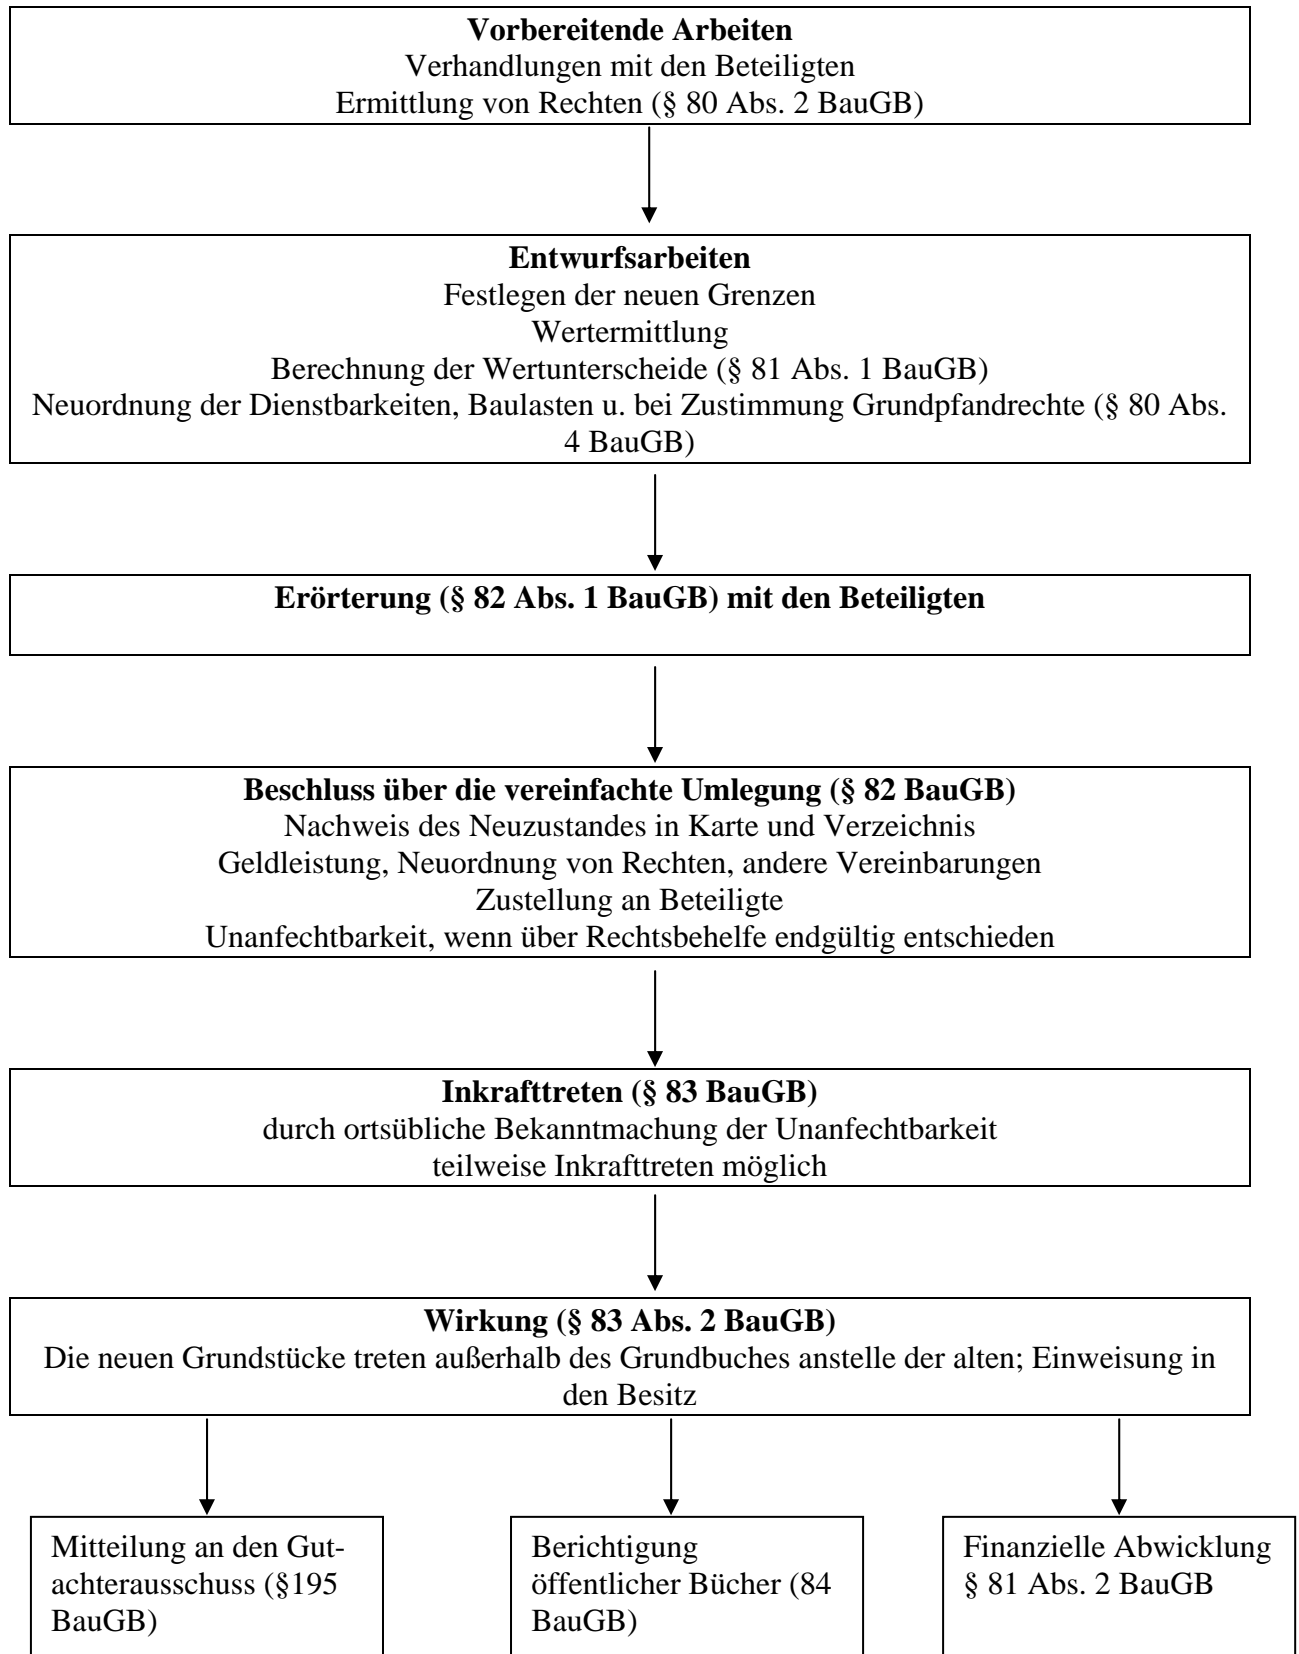 Vorbereitende Arbeiten
Verhandlungen mit den Beteiligten
Ermittlung von Rechten (§ 80 Abs. 2 BauGB)
Entwurfsarbeiten
Festlegen der neuen Grenzen
Wertermittlung
Berechnung der Wertunterscheide (§ 81 Abs. 1 BauGB)
Neuordnung der Dienstbarkeiten, Baulasten u. bei Zustimmung Grundpfandrechte (§ 80 Abs.
4 BauGB)
Erörterung (§ 82 Abs. 1 BauGB) mit den Beteiligten
Beschluss über die vereinfachte Umlegung (§ 82 BauGB)
Nachweis des Neuzustandes in Karte und Verzeichnis
Geldleistung, Neuordnung von Rechten, andere Vereinbarungen
Zustellung an Beteiligte
Unanfechtbarkeit, wenn über Rechtsbehelfe endgültig entschieden
Inkrafttreten (§ 83 BauGB)
durch ortsübliche Bekanntmachung der Unanfechtbarkeit
teilweise Inkrafttreten möglich
Wirkung (§ 83 Abs. 2 BauGB)
Die neuen Grundstücke treten außerhalb des Grundbuches anstelle der alten; Einweisung in
den Besitz
Mitteilung an den Gut-
achterausschuss (§195
BauGB)
Berichtigung
öffentlicher Bücher (84
BauGB)
Finanzielle Abwicklung
§ 81 Abs. 2 BauGB